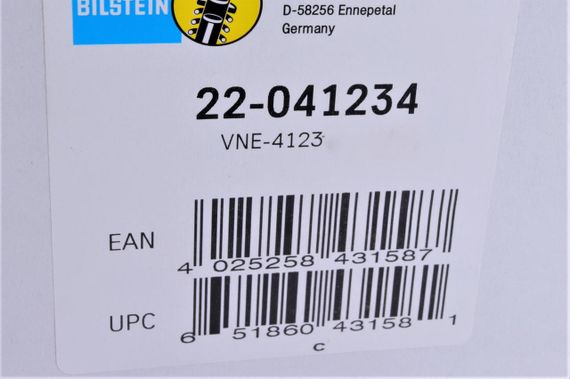 BILSTEIN
D-58256 Ennepetal
Germany
22-041234
VNE-4123
EAN
4 025258 431587
UPC
6 51860 43158 1
c